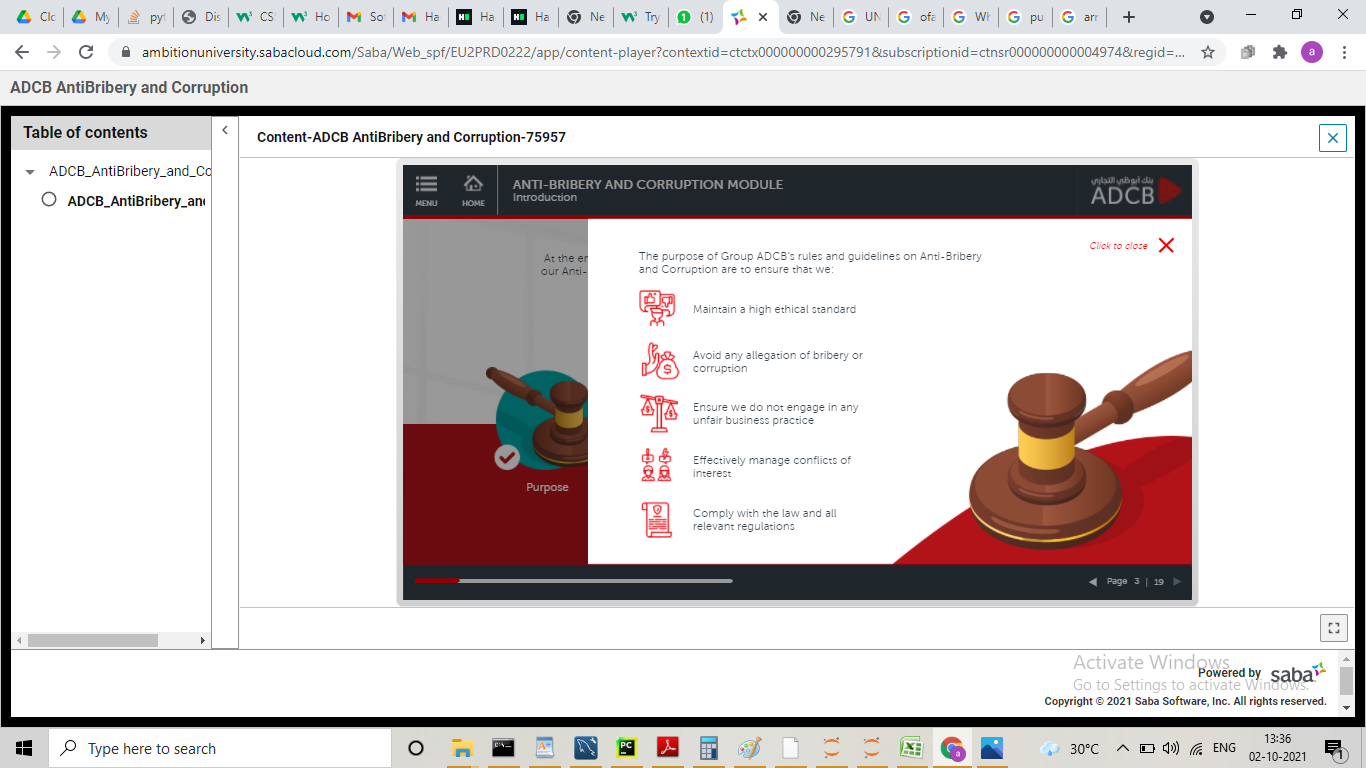 Clc
My
pyt
Dis
CS
Ho
Sof
Ha
Ha
Ha
Ne
Try
(1)
Ne
UN
ofa
Wh
pu
arr
ambitionuniversity.sabacloud.com/Saba/Web_spf/EU2PRD0222/app/content-player?contextid=ctctx000000000295791&subscriptionid=ctnsr000000000004974&regid=...
a
ADCB AntiBribery and Corruption
Table of contents
ADCB_AntiBribery_and_Co
ADCB_AntiBribery_an
Content-ADCB AntiBribery and Corruption-75957
MENU
HOME
ANTI-BRIBERY AND CORRUPTION MODULE
Introduction
بنك أبوظبي التجاري
ADCB
At the er
our Anti-
Purpose
Click to close
The purpose of Group ADCB's rules and guidelines on Anti-Bribery
and Corruption are to ensure that we:
Maintain a high ethical standard
Avoid any allegation of bribery or
corruption
Ensure we do not engage in any
unfair business practice
Effectively manage conflicts of
interest
Comply with the law and all
relevant regulations
Page 3 | 19
Activate Windows
Go to Settings to activate Windows.
Powered by saba
Copyright © 2021 Saba Software, Inc. All rights reserved.
Type here to search
PC
30°C
ENG
13:36
02-10-2021
1